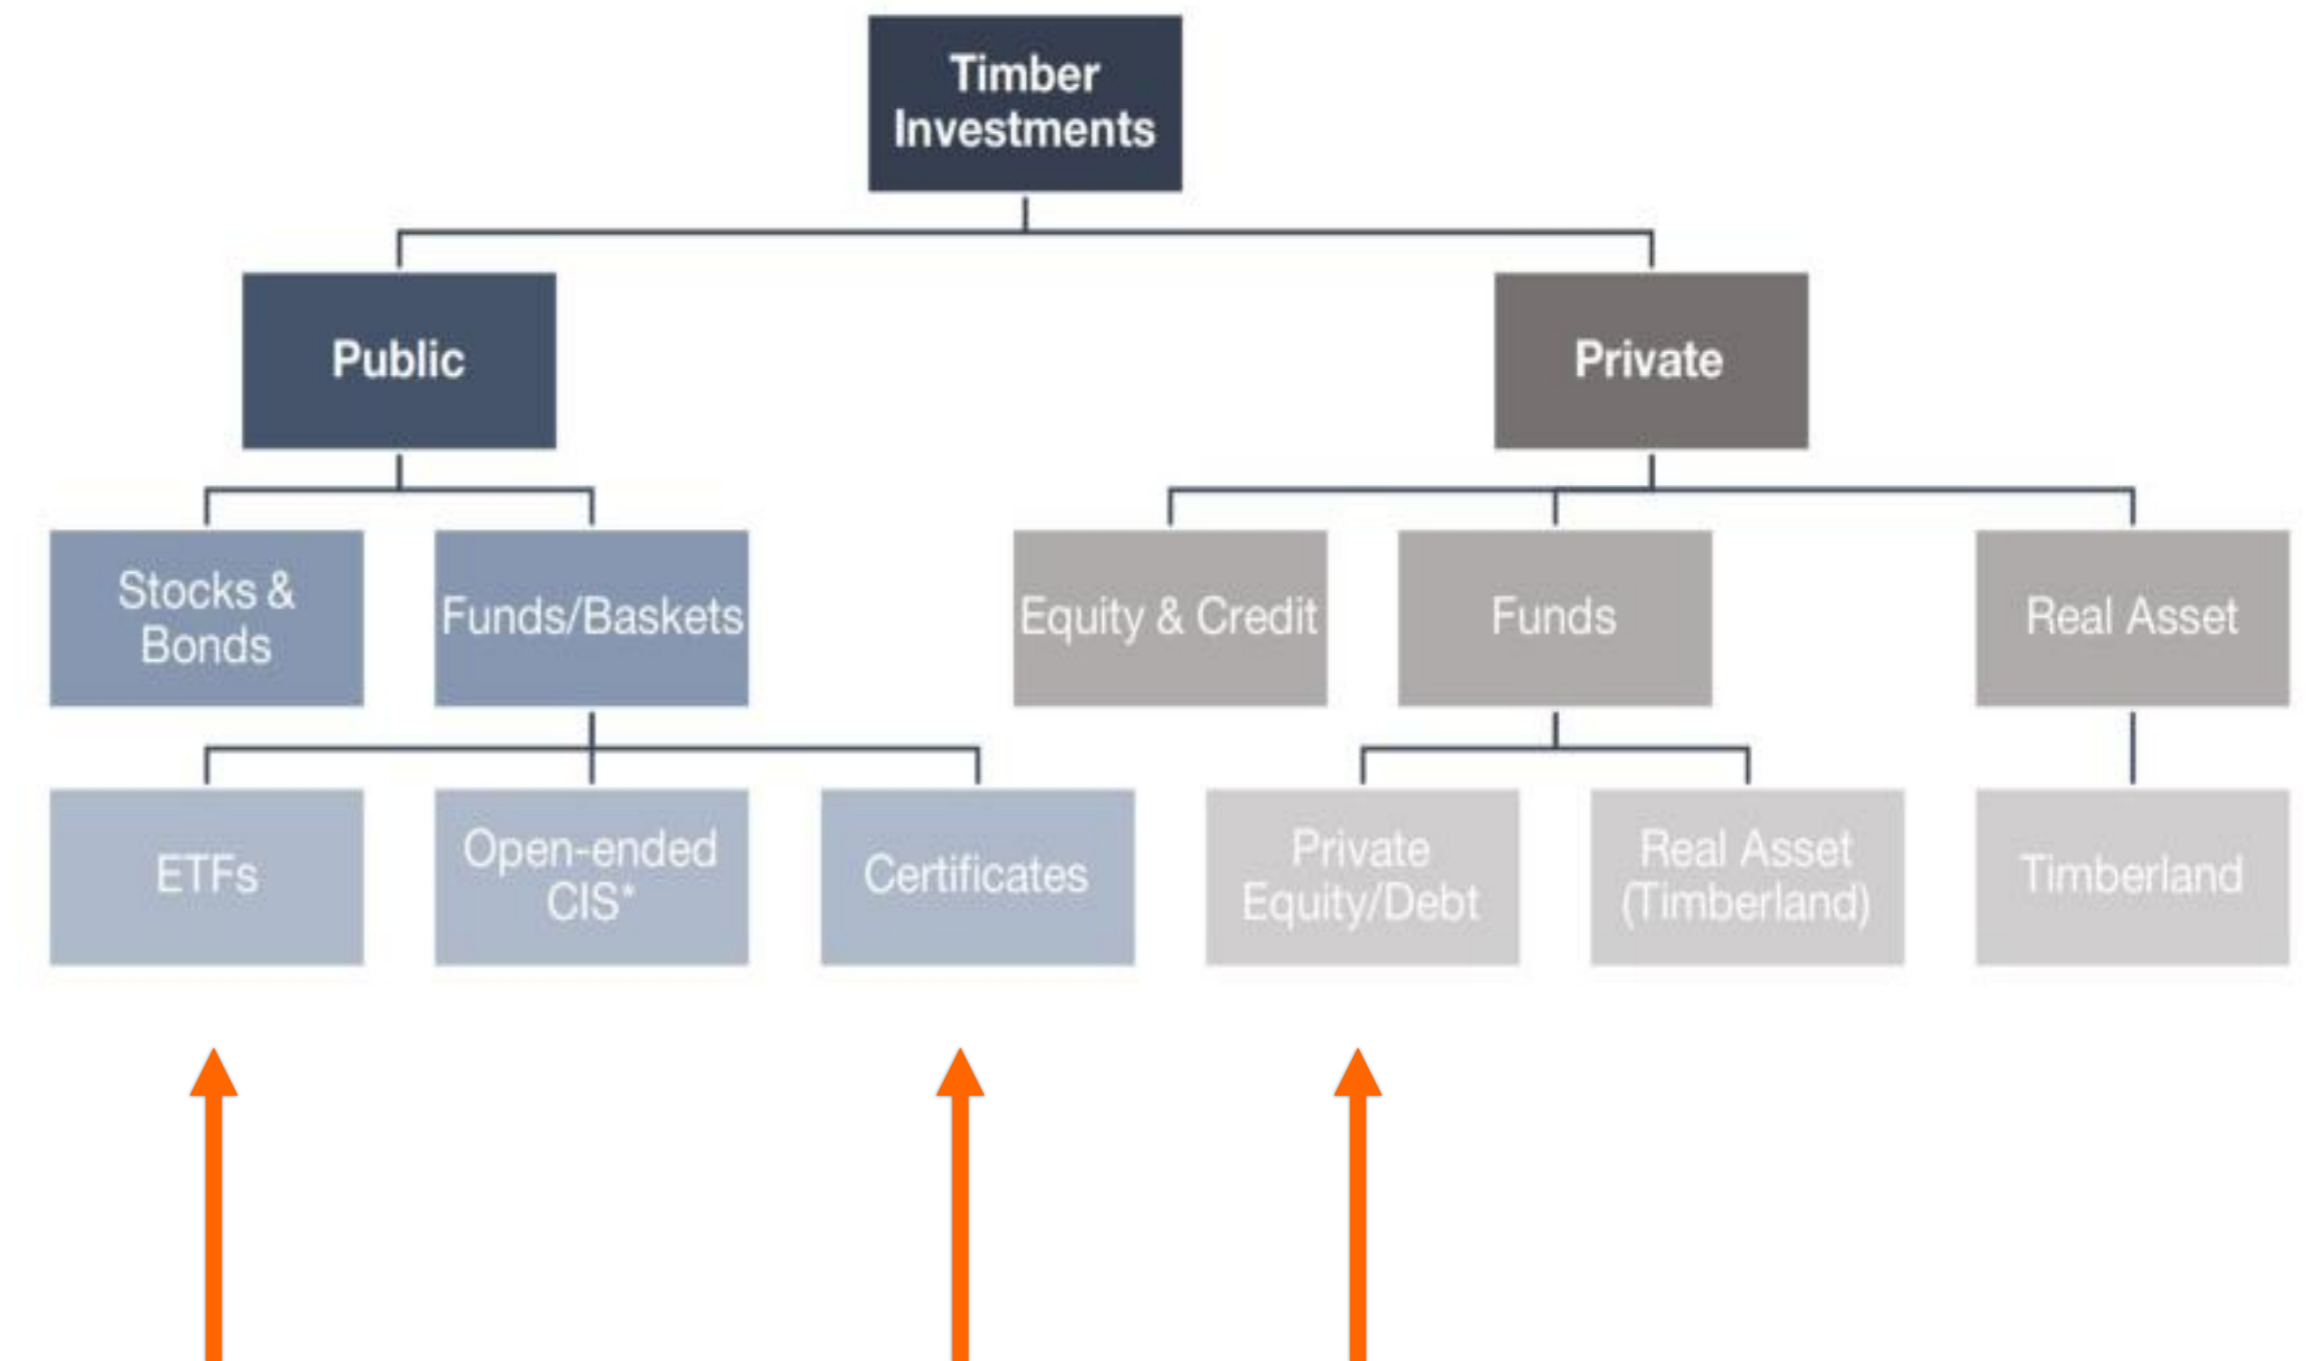 Timber
Investments
Public
Private
Stocks &
Bonds
Funds/Baskets
Equity & Credit
Funds
Real Asset
ETFs
Open-ended
CIS*
Certificates
Private
Equity/Debt
Real Asset
(Timberland)
Timberland